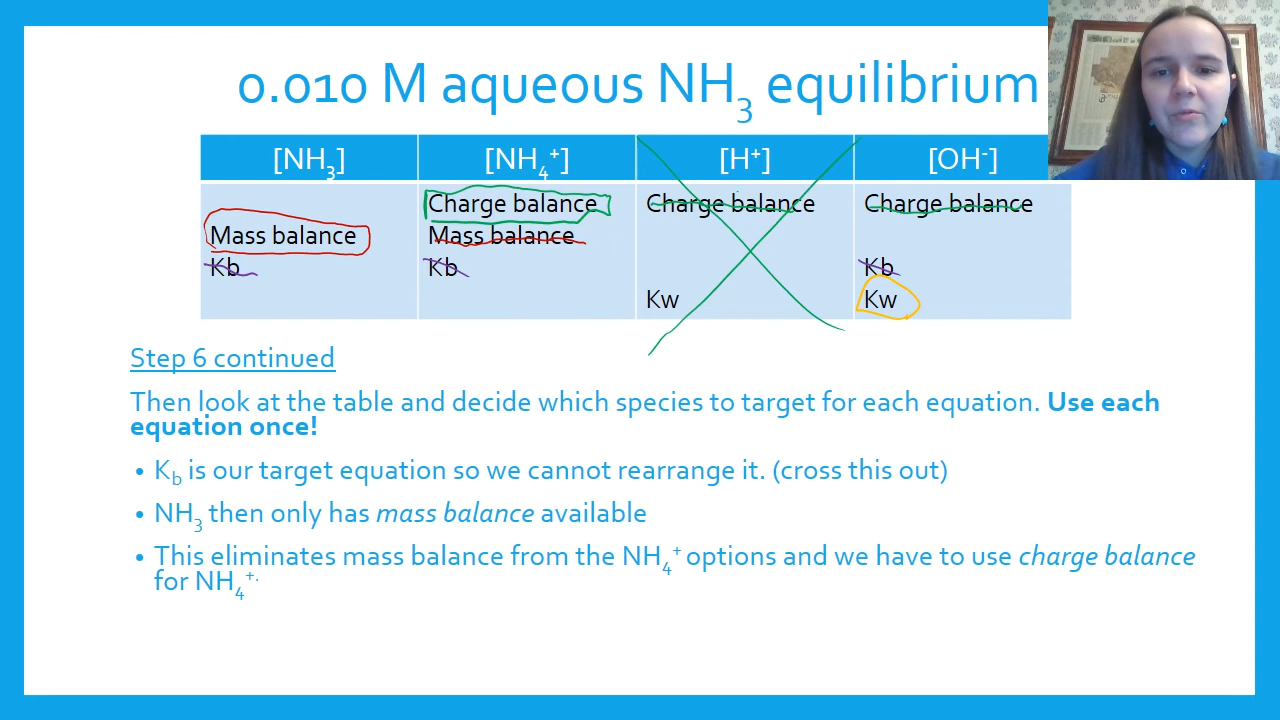 0.010 M aqueous NH₃ equilibrium
[NH₃] [NH₄⁺] [H⁺] [OH⁻]
Charge balance Charge balance Charge balance
Mass balance Mass balance
Kb Kb Kb
Kw Kw
Step 6 continued
Then look at the table and decide which species to target for each equation. Use each
equation once!
• K_b is our target equation so we cannot rearrange it. (cross this out)
• NH₃ then only has mass balance available
• This eliminates mass balance from the NH₄⁺ options and we have to use charge balance
for NH₄⁺.